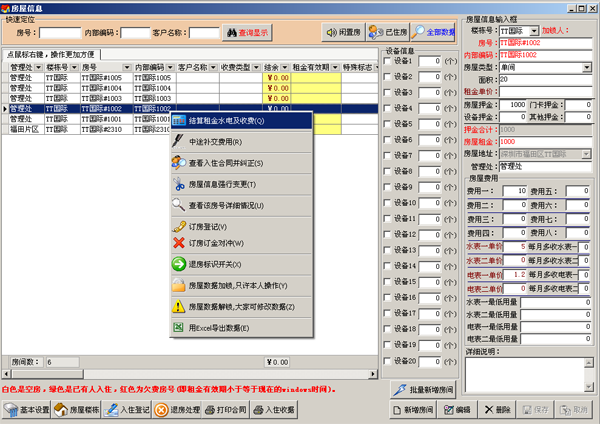 房屋信息
快速定位
房号: 内部编码: 客户名称: 查询显示 闲置房 已住房 全部数据
点鼠标右键,操作更加方便
管理处 楼栋号 房号 内部编码 客户名称 收费类型 结余 租金有效期 特殊标志
管理处 TT国际 TT国际#1005 TT国际1005 ¥0.00
管理处 TT国际 TT国际#1004 TT国际1004 ¥0.00
管理处 TT国际 TT国际#1003 TT国际1003 ¥0.00
管理处 TT国际 TT国际#1002 TT国际1002 ¥0.00
管理处 TT国际 TT国际#1001 TT国际1001
福田片区 TT国际 TT国际#2310 TT国际2310
结算租金水电及收费(Q)
中途补交费用(R)
查看入住合同并纠正(S)
房屋信息强行变更(T)
查看该房号详细情况(U)
订房登记(V)
订房订金对冲(W)
退房标识开关(X)
房屋数据加锁,只许本人操作(Y)
房屋数据解锁,大家可修改数据(Z)
用Excel导出数据(E)
房间数: 6 ¥0.00
白色是空房,绿色是已有人入住,红色为欠费房号(即租金有效期小于等于现在的windows时间)。
基本设置 房屋楼栋 入住登记 退房处理 打印合同 入住收据
设备信息
设备1 0 (个)
设备2 0 (个)
设备3 0 (个)
设备4 0 (个)
设备5 0 (个)
设备6 0 (个)
设备7 0 (个)
设备8 0 (个)
设备9 0 (个)
设备10 0 (个)
设备11 0 (个)
设备12 0 (个)
设备13 0 (个)
设备14 0 (个)
设备15 0 (个)
设备16 0 (个)
设备17 0 (个)
设备18 0 (个)
设备19 0 (个)
设备20 0 (个)
批量新增房间
房屋信息输入框
楼栋号: TT国际 加锁人:
房号: TT国际#1002
内部编码: TT国际1002
房屋类型: 单间
面积: 20
租金单价:
房屋押金: 1000 门卡押金: 0
设备押金: 0 其他押金: 0
押金合计: 1000
房屋租金: 1000
房屋地址: 深圳市福田区TT国际
管理处: 管理处
房屋费用
费用一: 10 费用五: 0
费用二: 0 费用六: 0
费用三: 0 费用七: 0
费用四: 0 费用八: 0
水表一单价 5 每月多收水表一 0
水表二单价 0 每月多收水表二 0
电表一单价 1.2 每月多收电表一 0
电表二单价 0 每月多收电表二 0
水表一最低用量 0
水表二最低用量 0
电表一最低用量 0
电表二最低用量 0
详细说明:
新增房间 编辑 删除 保存 取消